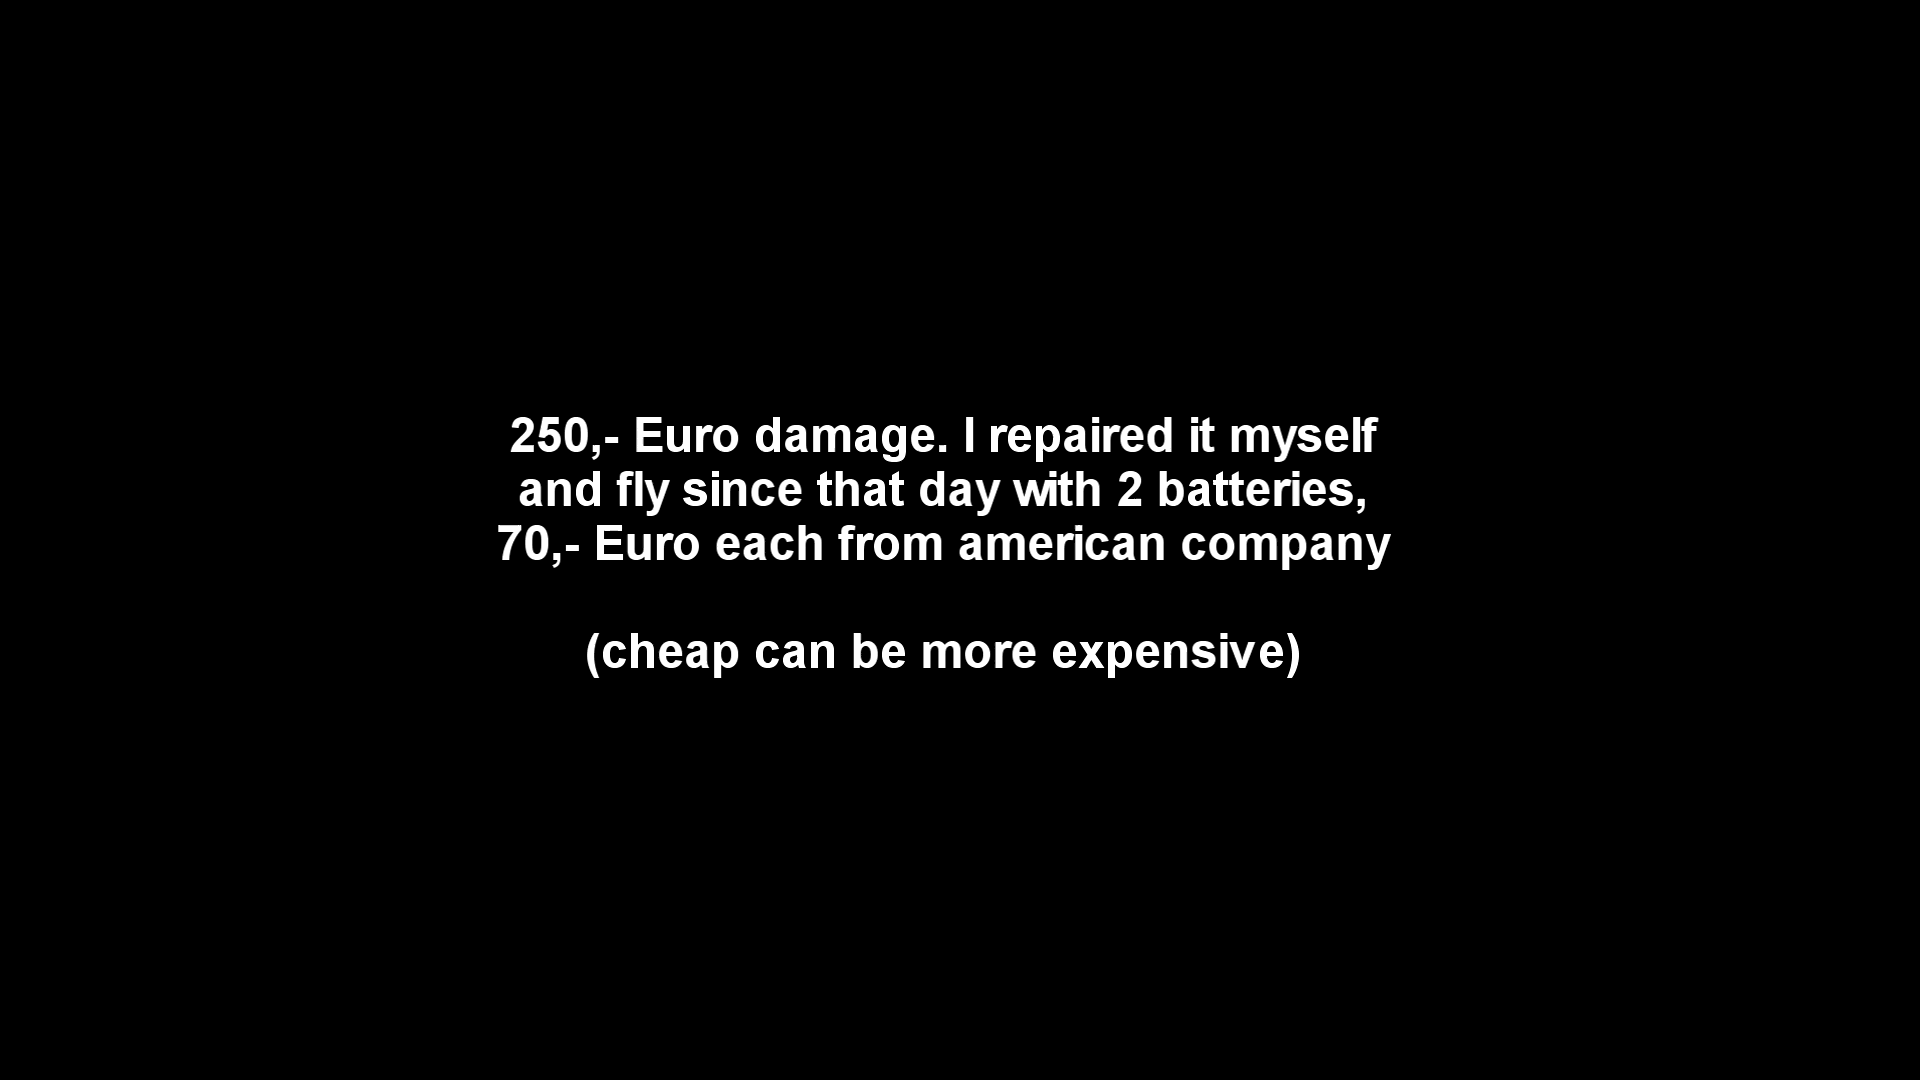 250,- Euro damage. I repaired it myself
and fly since that day with 2 batteries,
70,- Euro each from american company
(cheap can be more expensive)